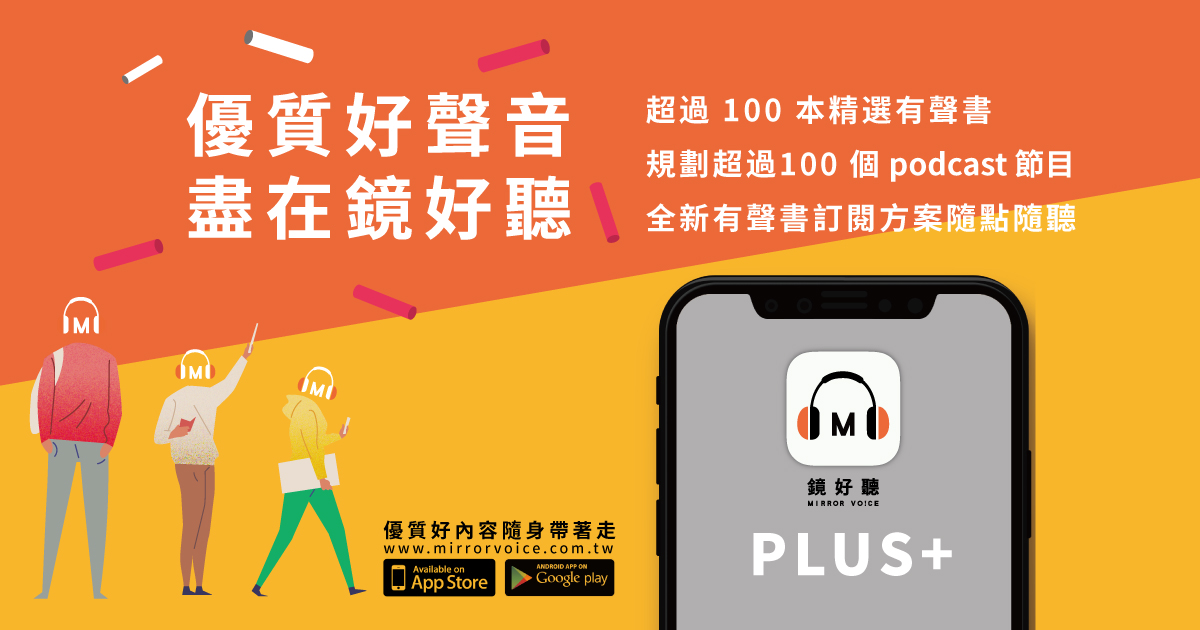 優質好聲音
盡在鏡好聽
超過 100 本精選有聲書
規劃超過100 個 podcast 節目
全新有聲書訂閱方案隨點隨聽
M
M
M
M
鏡好聽
MIRROR VOICE
PLUS+
優質好內容隨身帶著走
www.mirrorvoice.com.tw
Available on
App Store
ANDROID APP ON
Google play